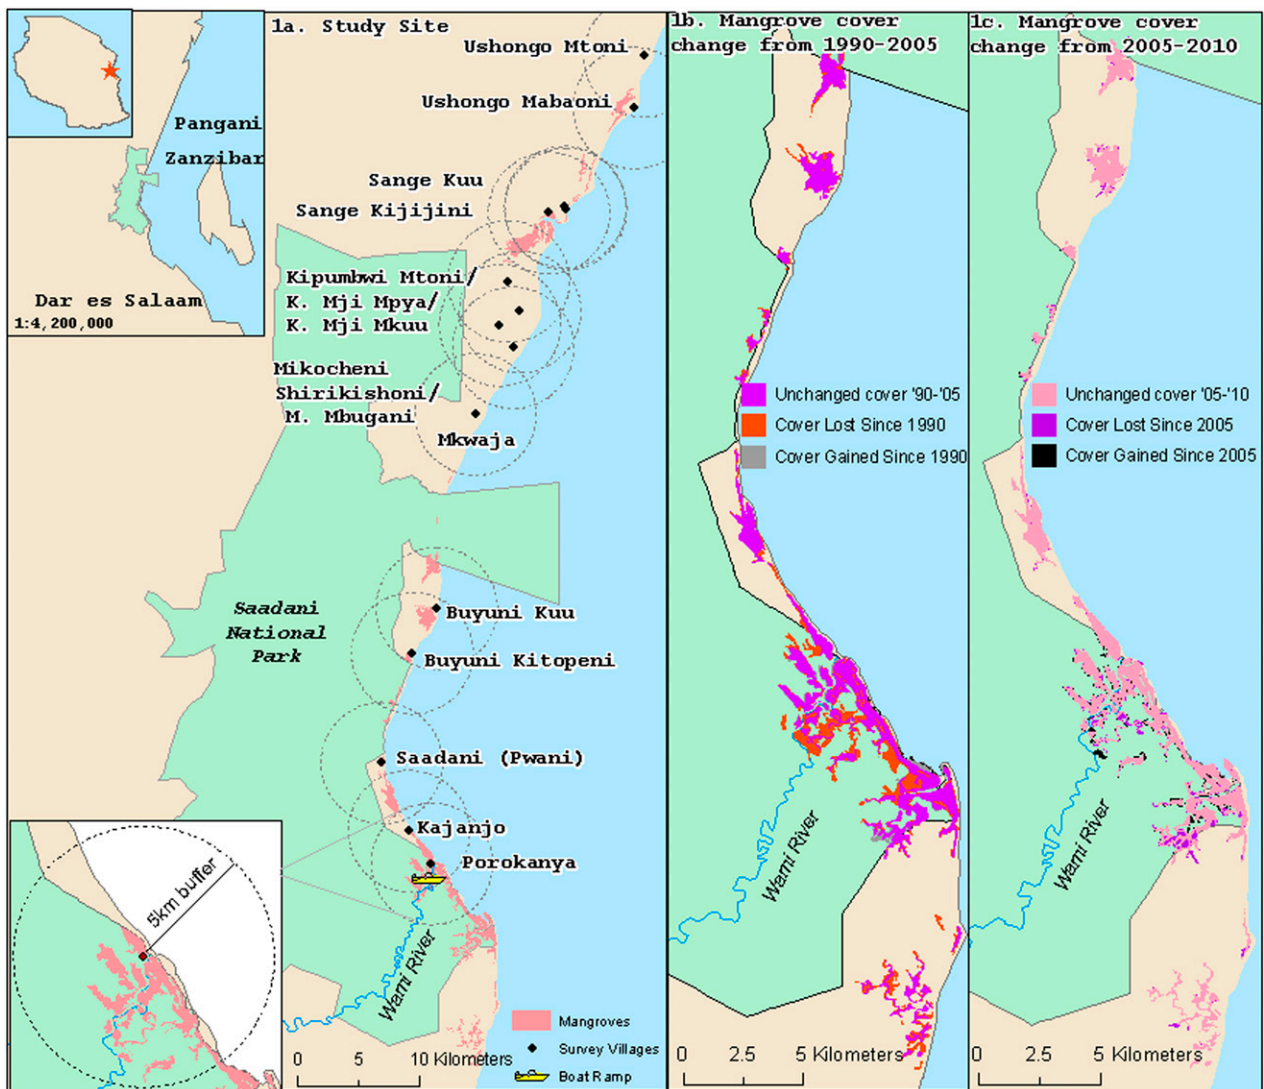 1a. Study Site
Pangani
Zanzibar
Dar es Salaam
1:4,200,000
Ushongo Mtoni
Ushongo Mabaoni
Sange Kuu
Sange Kijijini
Kipumbwi Mtoni/
K. Mji Mpya/
K. Mji Mkuu
Mikocheni
Shirikishoni/
M. Mbugani
Mkwaja
Saadani
National
Park
Buyuni Kuu
Buyuni Kitopeni
Saadani (Pwani)
Kajanjo
Porokanya
5km buffer
Wami River
Mangroves
Survey Villages
Boat Ramp
0 5 10 Kilometers
1b. Mangrove cover
change from 1990-2005
Unchanged cover '90-'05
Cover Lost Since 1990
Cover Gained Since 1990
Wami River
0 2.5 5 Kilometers
1c. Mangrove cover
change from 2005-2010
Unchanged cover '05-'10
Cover Lost Since 2005
Cover Gained Since 2005
Wami River
0 2.5 5 Kilometers